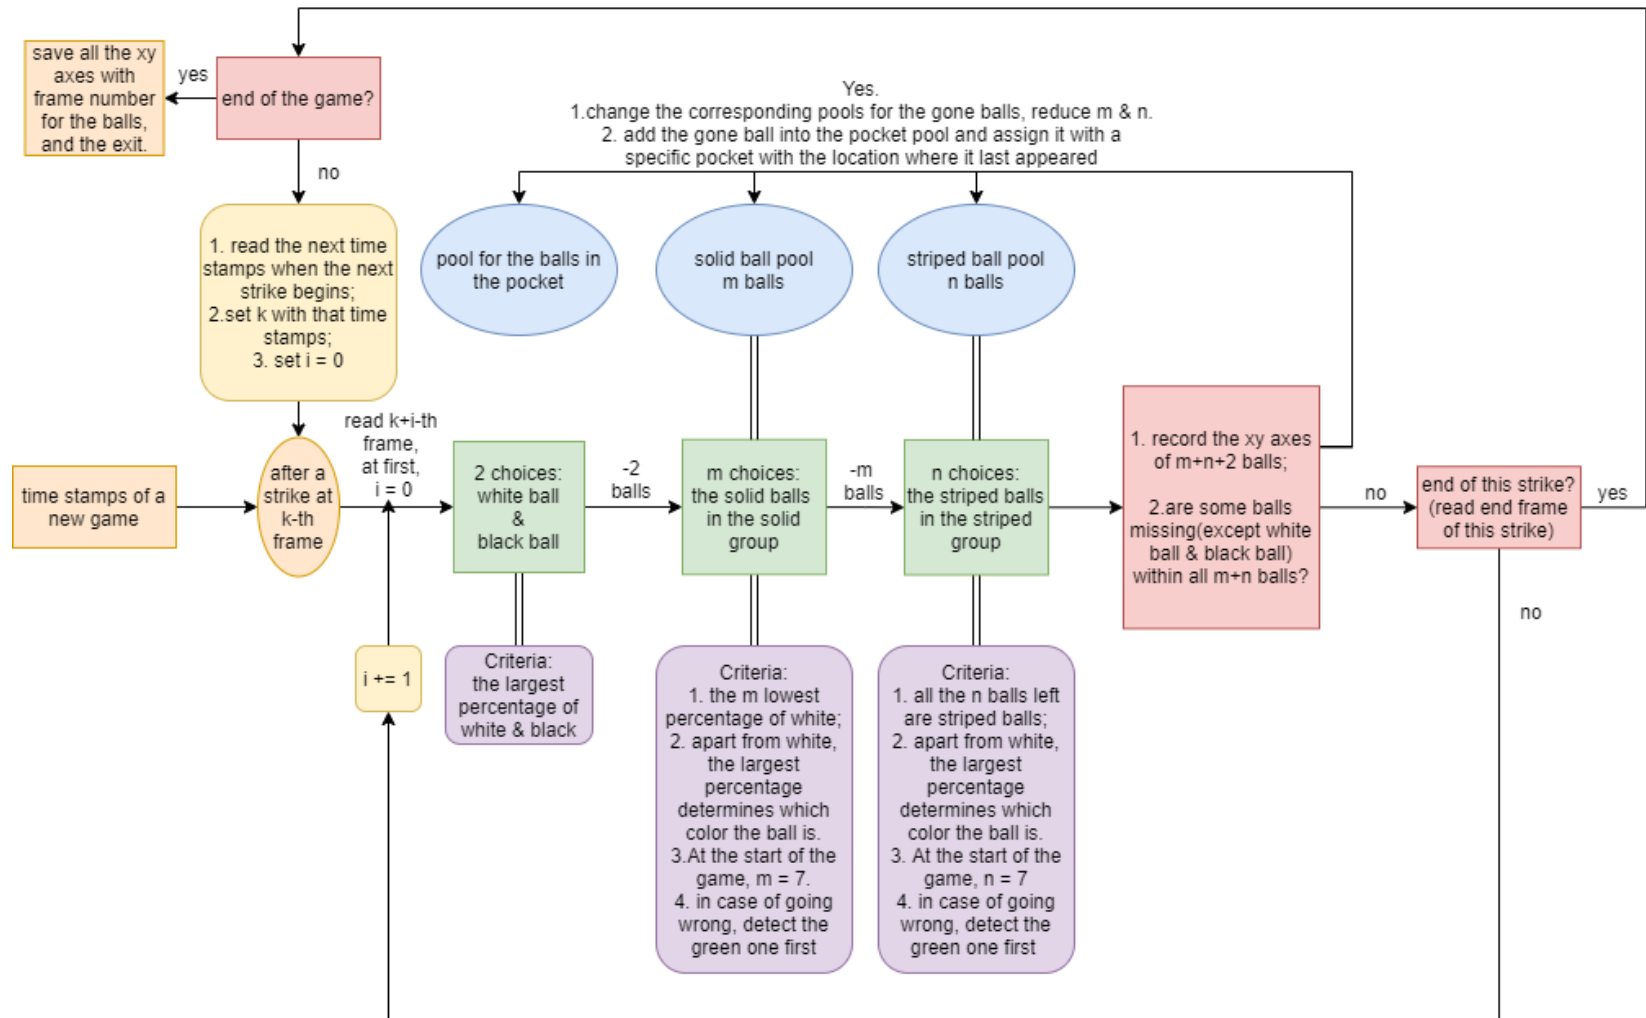 save all the xy
axes with
frame number
for the balls,
and the exit.
yes
end of the game?
no
Yes.
1.change the corresponding pools for the gone balls, reduce m & n.
2. add the gone ball into the pocket pool and assign it with a
specific pocket with the location where it last appeared
1. read the next time
stamps when the next
strike begins;
2.set k with that time
stamps;
3. set i = 0
pool for the balls in
the pocket
solid ball pool
m balls
striped ball pool
n balls
time stamps of a
new game
after a
strike at
k-th
frame
read k+i-th
frame,
at first,
i = 0
2 choices:
white ball
&
black ball
-2
balls
m choices:
the solid balls
in the solid
group
-m
balls
n choices:
the striped balls
in the striped
group
1. record the xy axes
of m+n+2 balls;
2.are some balls
missing(except white
ball & black ball)
within all m+n balls?
no
end of this strike?
(read end frame
of this strike)
yes
no
i += 1
Criteria:
the largest
percentage of
white & black
Criteria:
1. the m lowest
percentage of white;
2. apart from white,
the largest
percentage
determines which
color the ball is.
3.At the start of the
game, m = 7.
4. in case of going
wrong, detect the
green one first
Criteria:
1. all the n balls left
are striped balls;
2. apart from white,
the largest
percentage
determines which
color the ball is.
3. At the start of the
game, n = 7
4. in case of going
wrong, detect the
green one first